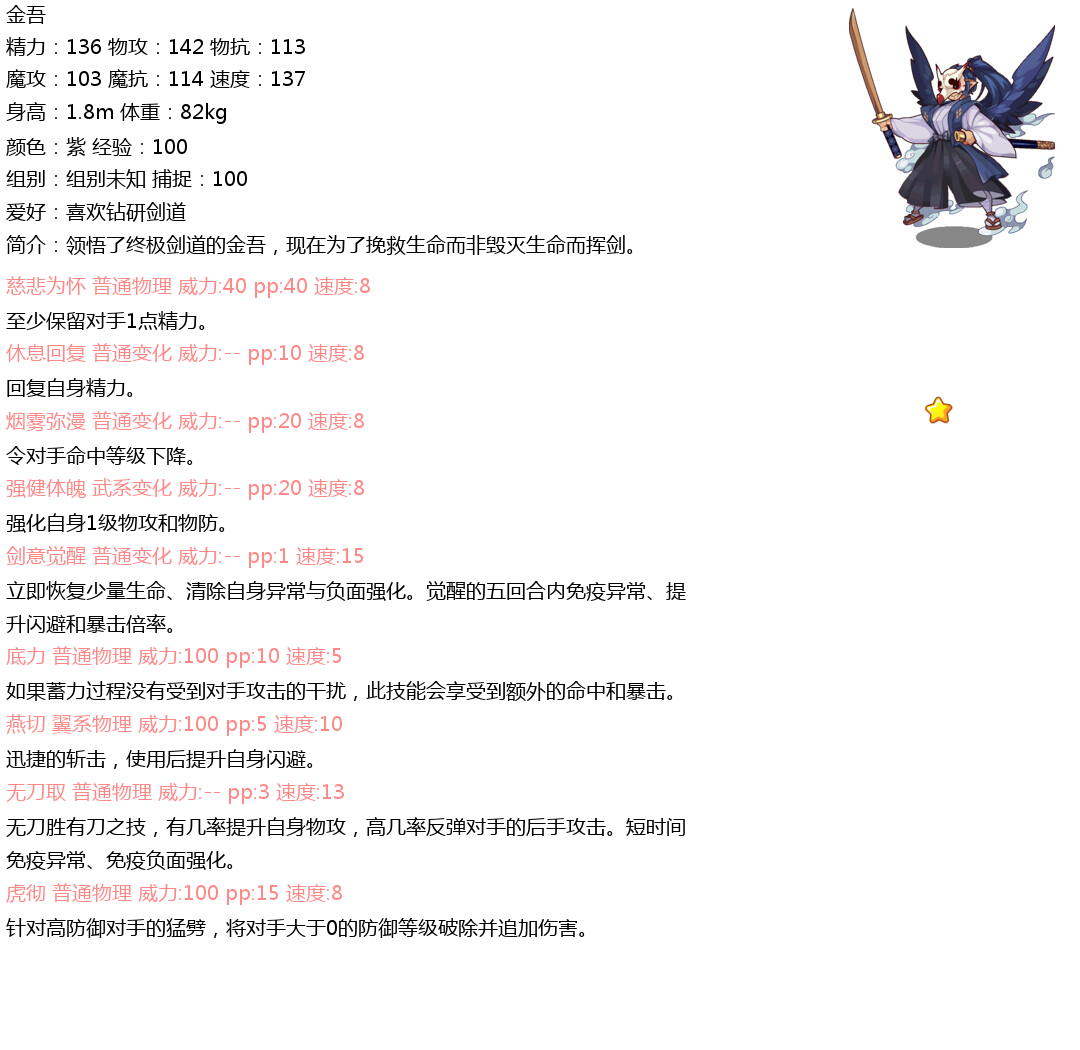 金吾
精力：136 物攻：142 物抗：113
魔攻：103 魔抗：114 速度：137
身高：1.8m 体重：82kg
颜色：紫 经验：100
组别：组别未知 捕捉：100
爱好：喜欢钻研剑道
简介：领悟了终极剑道的金吾，现在为了挽救生命而非毁灭生命而挥剑。
慈悲为怀 普通物理 威力:40 pp:40 速度:8
至少保留对手1点精力。
休息回复 普通变化 威力:-- pp:10 速度:8
回复自身精力。
烟雾弥漫 普通变化 威力:-- pp:20 速度:8
令对手命中等级下降。
强健体魄 武系变化 威力:-- pp:20 速度:8
强化自身1级物攻和物防。
剑意觉醒 普通变化 威力:-- pp:1 速度:15
立即恢复少量生命、清除自身异常与负面强化。觉醒的五回合内免疫异常、提
升闪避和暴击倍率。
底力 普通物理 威力:100 pp:10 速度:5
如果蓄力过程没有受到对手攻击的干扰，此技能会享受到额外的命中和暴击。
燕切 翼系物理 威力:100 pp:5 速度:10
迅捷的斩击，使用后提升自身闪避。
无刀取 普通物理 威力:-- pp:3 速度:13
无刀胜有刀之技，有几率提升自身物攻，高几率反弹对手的后手攻击。短时间
免疫异常、免疫负面强化。
虎彻 普通物理 威力:100 pp:15 速度:8
针对高防御对手的猛劈，将对手大于0的防御等级破除并追加伤害。